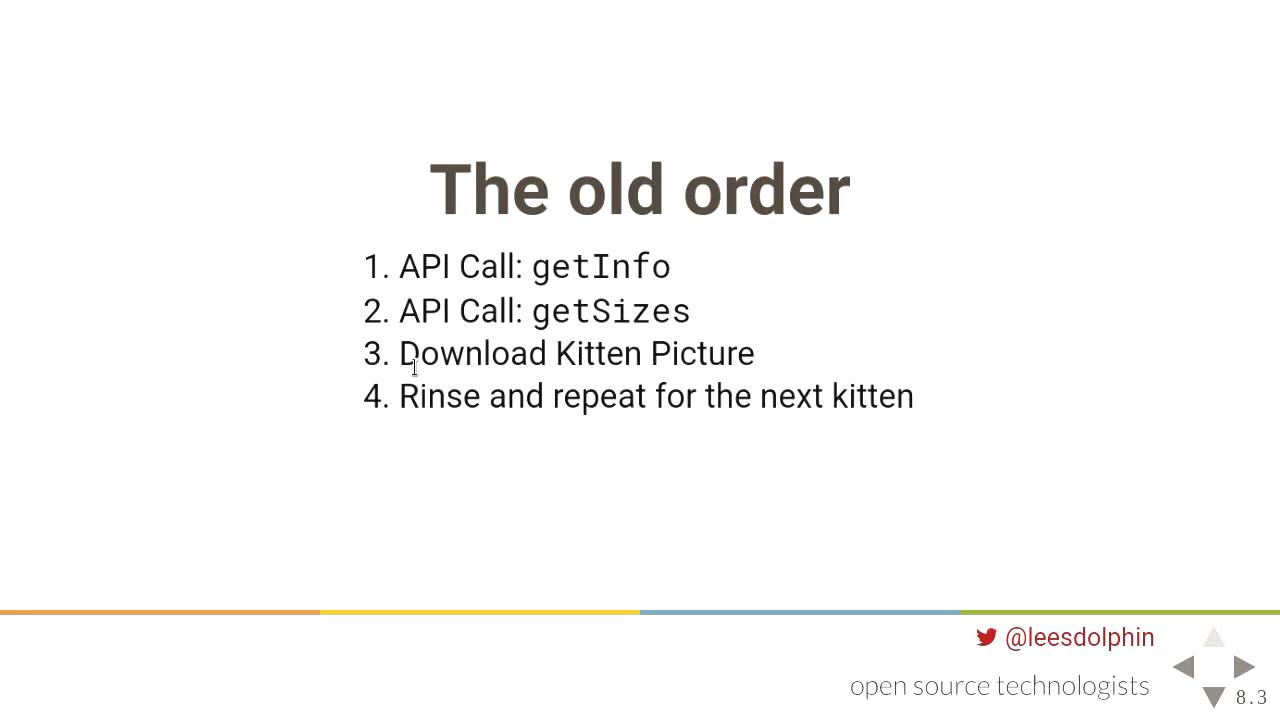 The old order
1. API Call: getInfo
2. API Call: getSizes
3. Download Kitten Picture
4. Rinse and repeat for the next kitten
@leesdolphin
open source technologists
8.3